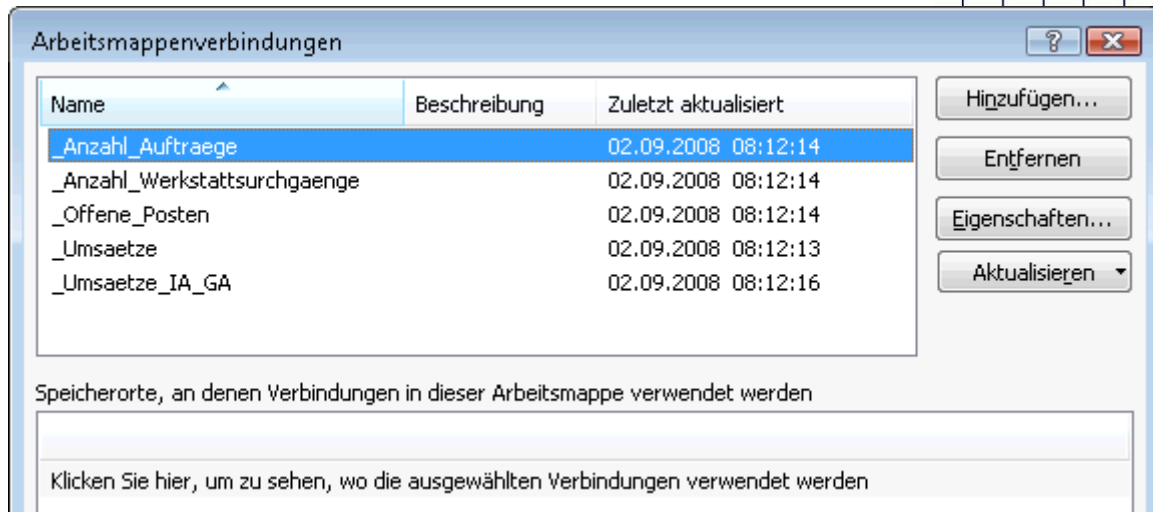 Arbeitsmappenverbindungen
Name Beschreibung Zuletzt aktualisiert
_Anzahl_Auftraege 02.09.2008 08:12:14
_Anzahl_Werkstattsurchgaenge 02.09.2008 08:12:14
_Offene_Posten 02.09.2008 08:12:14
_Umsaetze 02.09.2008 08:12:13
_Umsaetze_IA_GA 02.09.2008 08:12:16
Hinzufügen...
Entfernen
Eigenschaften...
Aktualisieren
Speicherorte, an denen Verbindungen in dieser Arbeitsmappe verwendet werden
Klicken Sie hier, um zu sehen, wo die ausgewählten Verbindungen verwendet werden